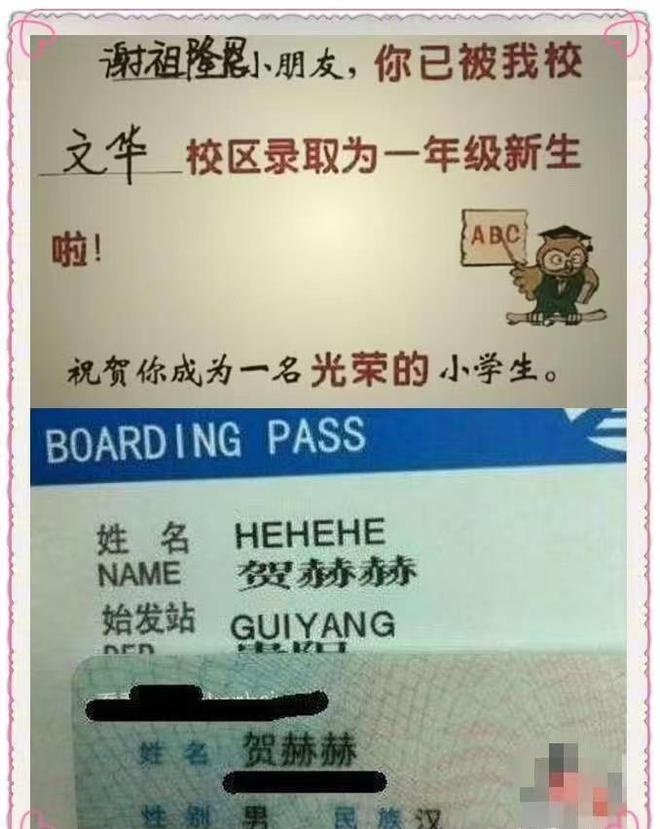 谢祖隆恩小朋友，你已被我校
文华 校区录取为一年级新生
啦！
ABC
祝贺你成为一名光荣的小学生。
BOARDING PASS
姓 名 HEHEHE
NAME 贺赫赫
始发站 GUIYANG
DEP 贵阳
姓 名 贺赫赫
性 别 男 民 族 汉